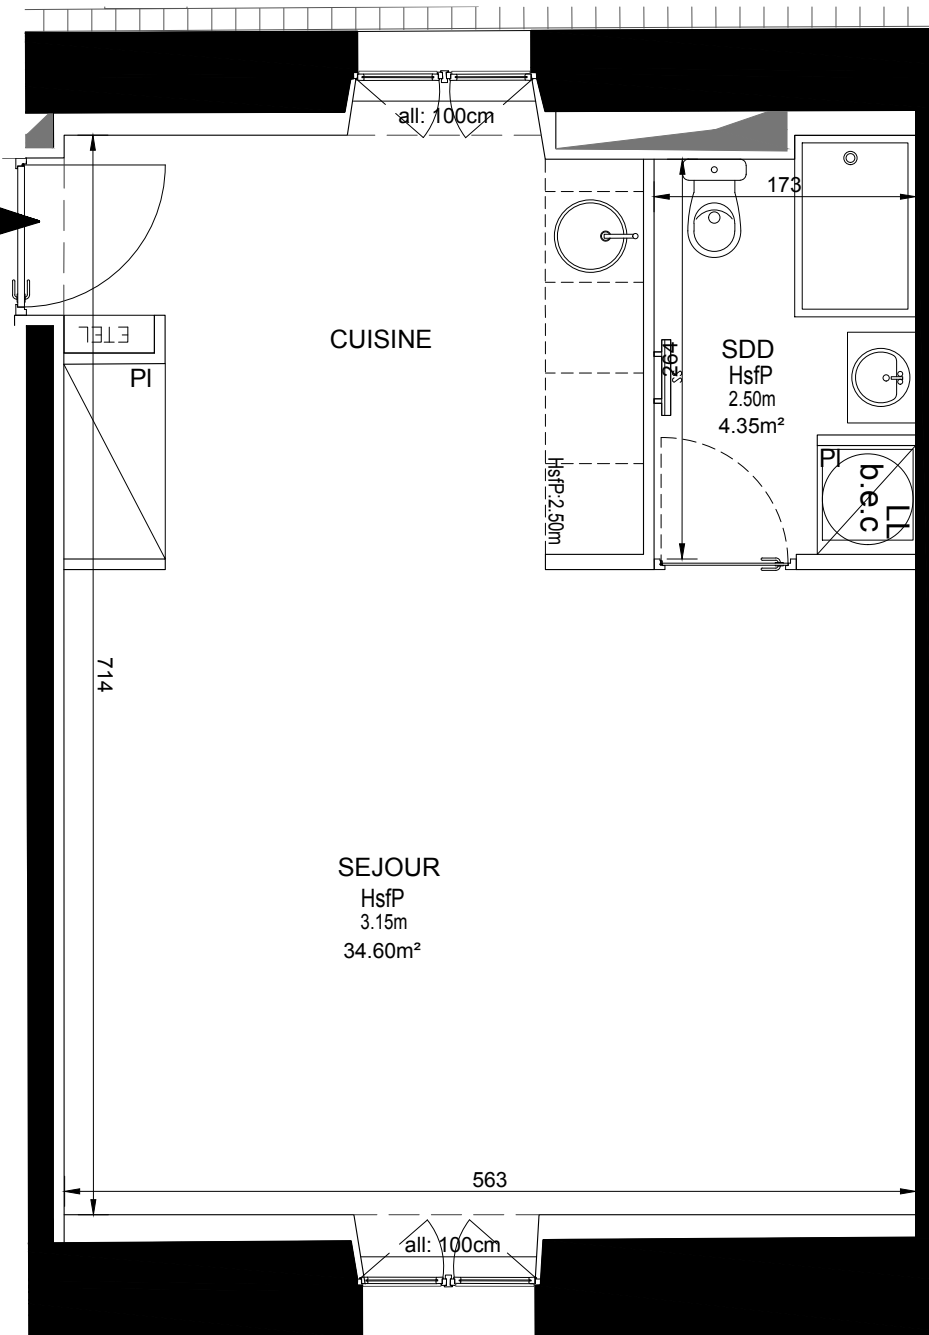 all: 100cm
173
ETEL
PI
CUISINE
264
SDD
HsfP
2.50m
4.35m²
PI
b.e.c
LL
HsfP:2.50m
714
SEJOUR
HsfP
3.15m
34.60m²
563
all: 100cm